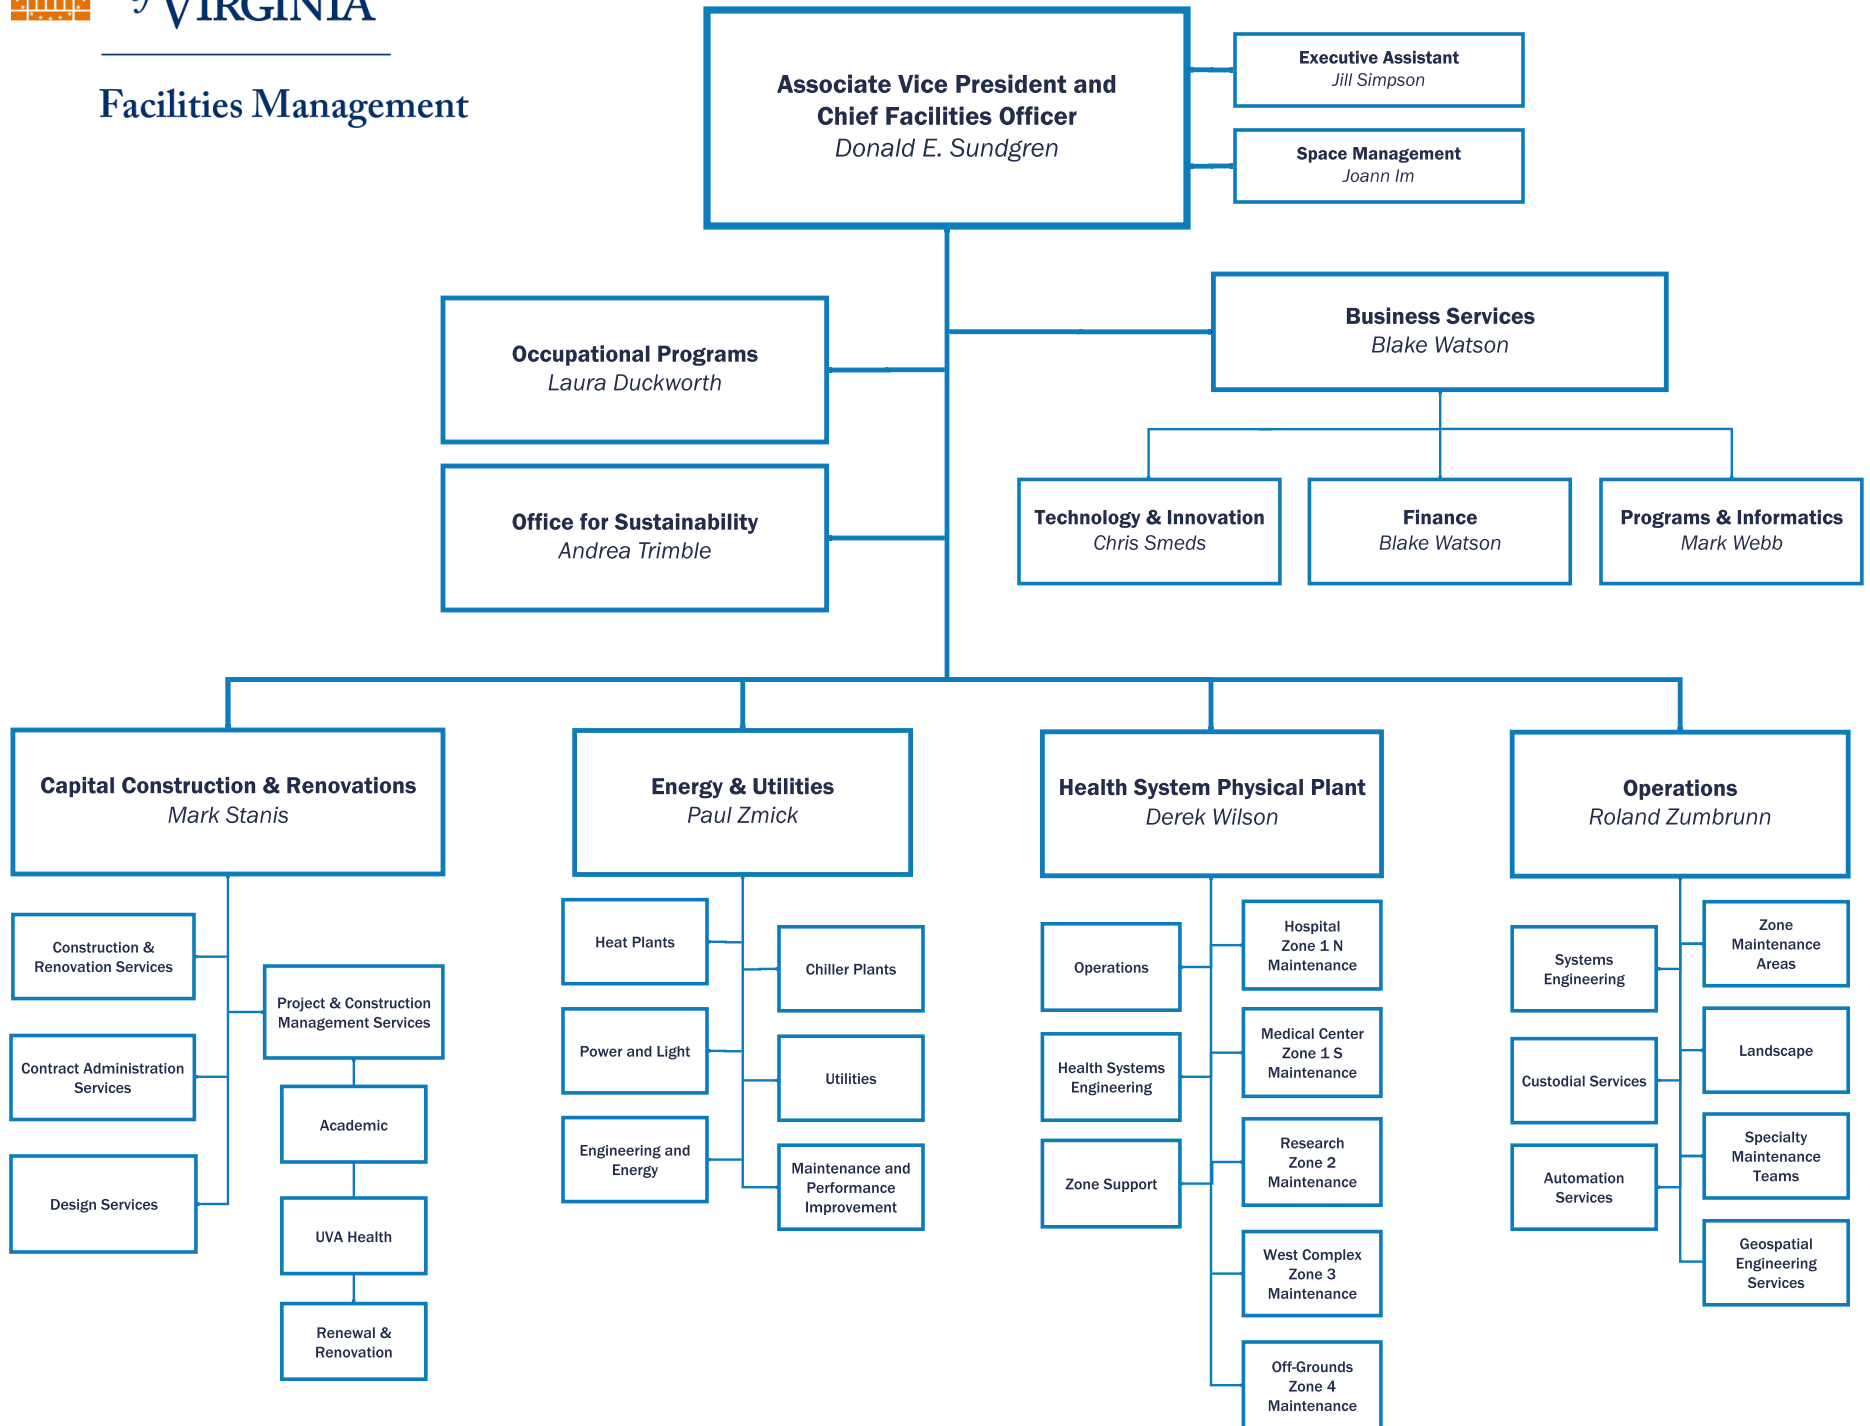 of VIRGINIA
Facilities Management
Associate Vice President and
Chief Facilities Officer
Donald E. Sundgren
Executive Assistant
Jill Simpson
Space Management
Joann Im
Occupational Programs
Laura Duckworth
Business Services
Blake Watson
Office for Sustainability
Andrea Trimble
Technology & Innovation
Chris Smeds
Finance
Blake Watson
Programs & Informatics
Mark Webb
Capital Construction & Renovations
Mark Stanis
Energy & Utilities
Paul Zmick
Health System Physical Plant
Derek Wilson
Operations
Roland Zumbrunn
Construction &
Renovation Services
Project & Construction
Management Services
Contract Administration
Services
Academic
Design Services
UVA Health
Renewal &
Renovation
Heat Plants
Chiller Plants
Power and Light
Utilities
Engineering and
Energy
Maintenance and
Performance
Improvement
Operations
Hospital
Zone 1 N
Maintenance
Health Systems
Engineering
Medical Center
Zone 1 S
Maintenance
Zone Support
Research
Zone 2
Maintenance
West Complex
Zone 3
Maintenance
Off-Grounds
Zone 4
Maintenance
Systems
Engineering
Zone
Maintenance
Areas
Custodial Services
Landscape
Automation
Services
Specialty
Maintenance
Teams
Geospatial
Engineering
Services